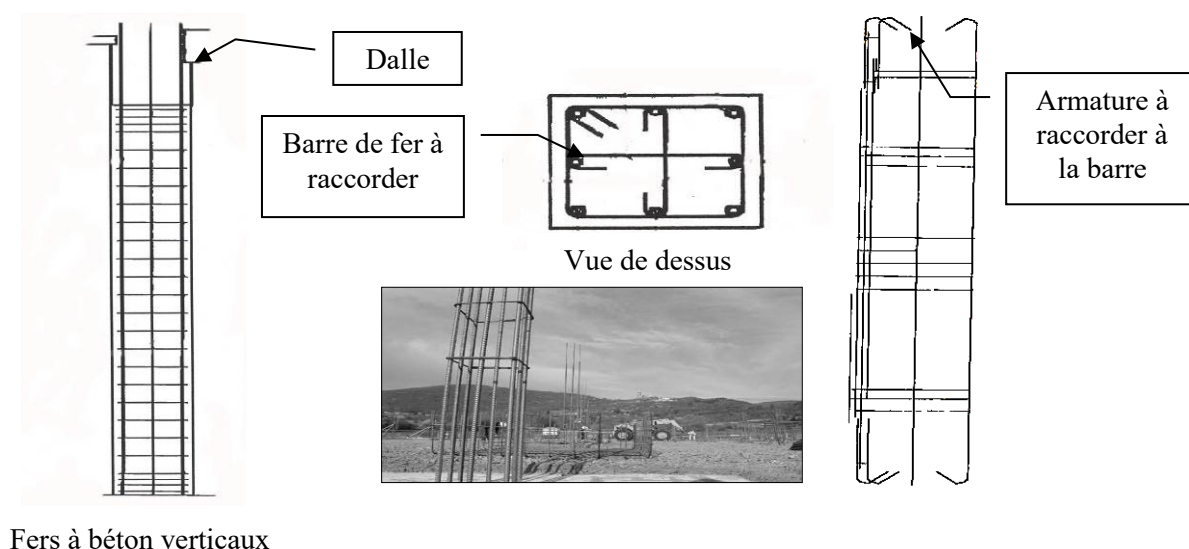 Dalle
Barre de fer à
raccorder
Armature à
raccorder à
la barre
Vue de dessus
Fers à béton verticaux